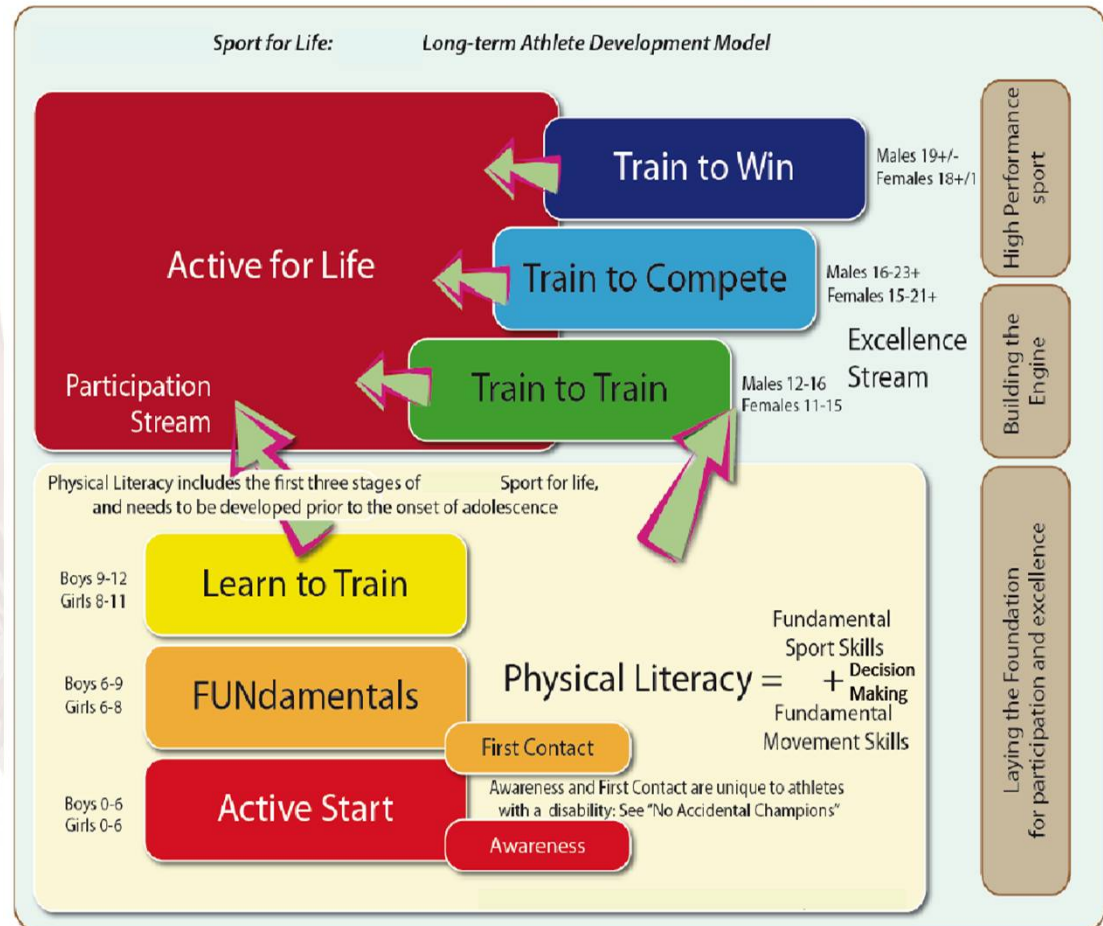 Sport for Life: Long-term Athlete Development Model
Train to Win
Males 19+/-
Females 18+/1
Active for Life
Train to Compete
Males 16-23+
Females 15-21+
Excellence
Stream
Participation
Stream
Train to Train
Males 12-16
Females 11-15
Physical Literacy includes the first three stages of Sport for life,
and needs to be developed prior to the onset of adolescence
Boys 9-12
Girls 8-11
Learn to Train
Boys 6-9
Girls 6-8
FUNdamentals
First Contact
Physical Literacy =
Fundamental
Sport Skills
+ Decision
Making
Fundamental
Movement Skills
Boys 0-6
Girls 0-6
Active Start
Awareness
Awareness and First Contact are unique to athletes
with a disability: See “No Accidental Champions”
High Performance
sport
Building the
Engine
Laying the Foundation
for participation and excellence